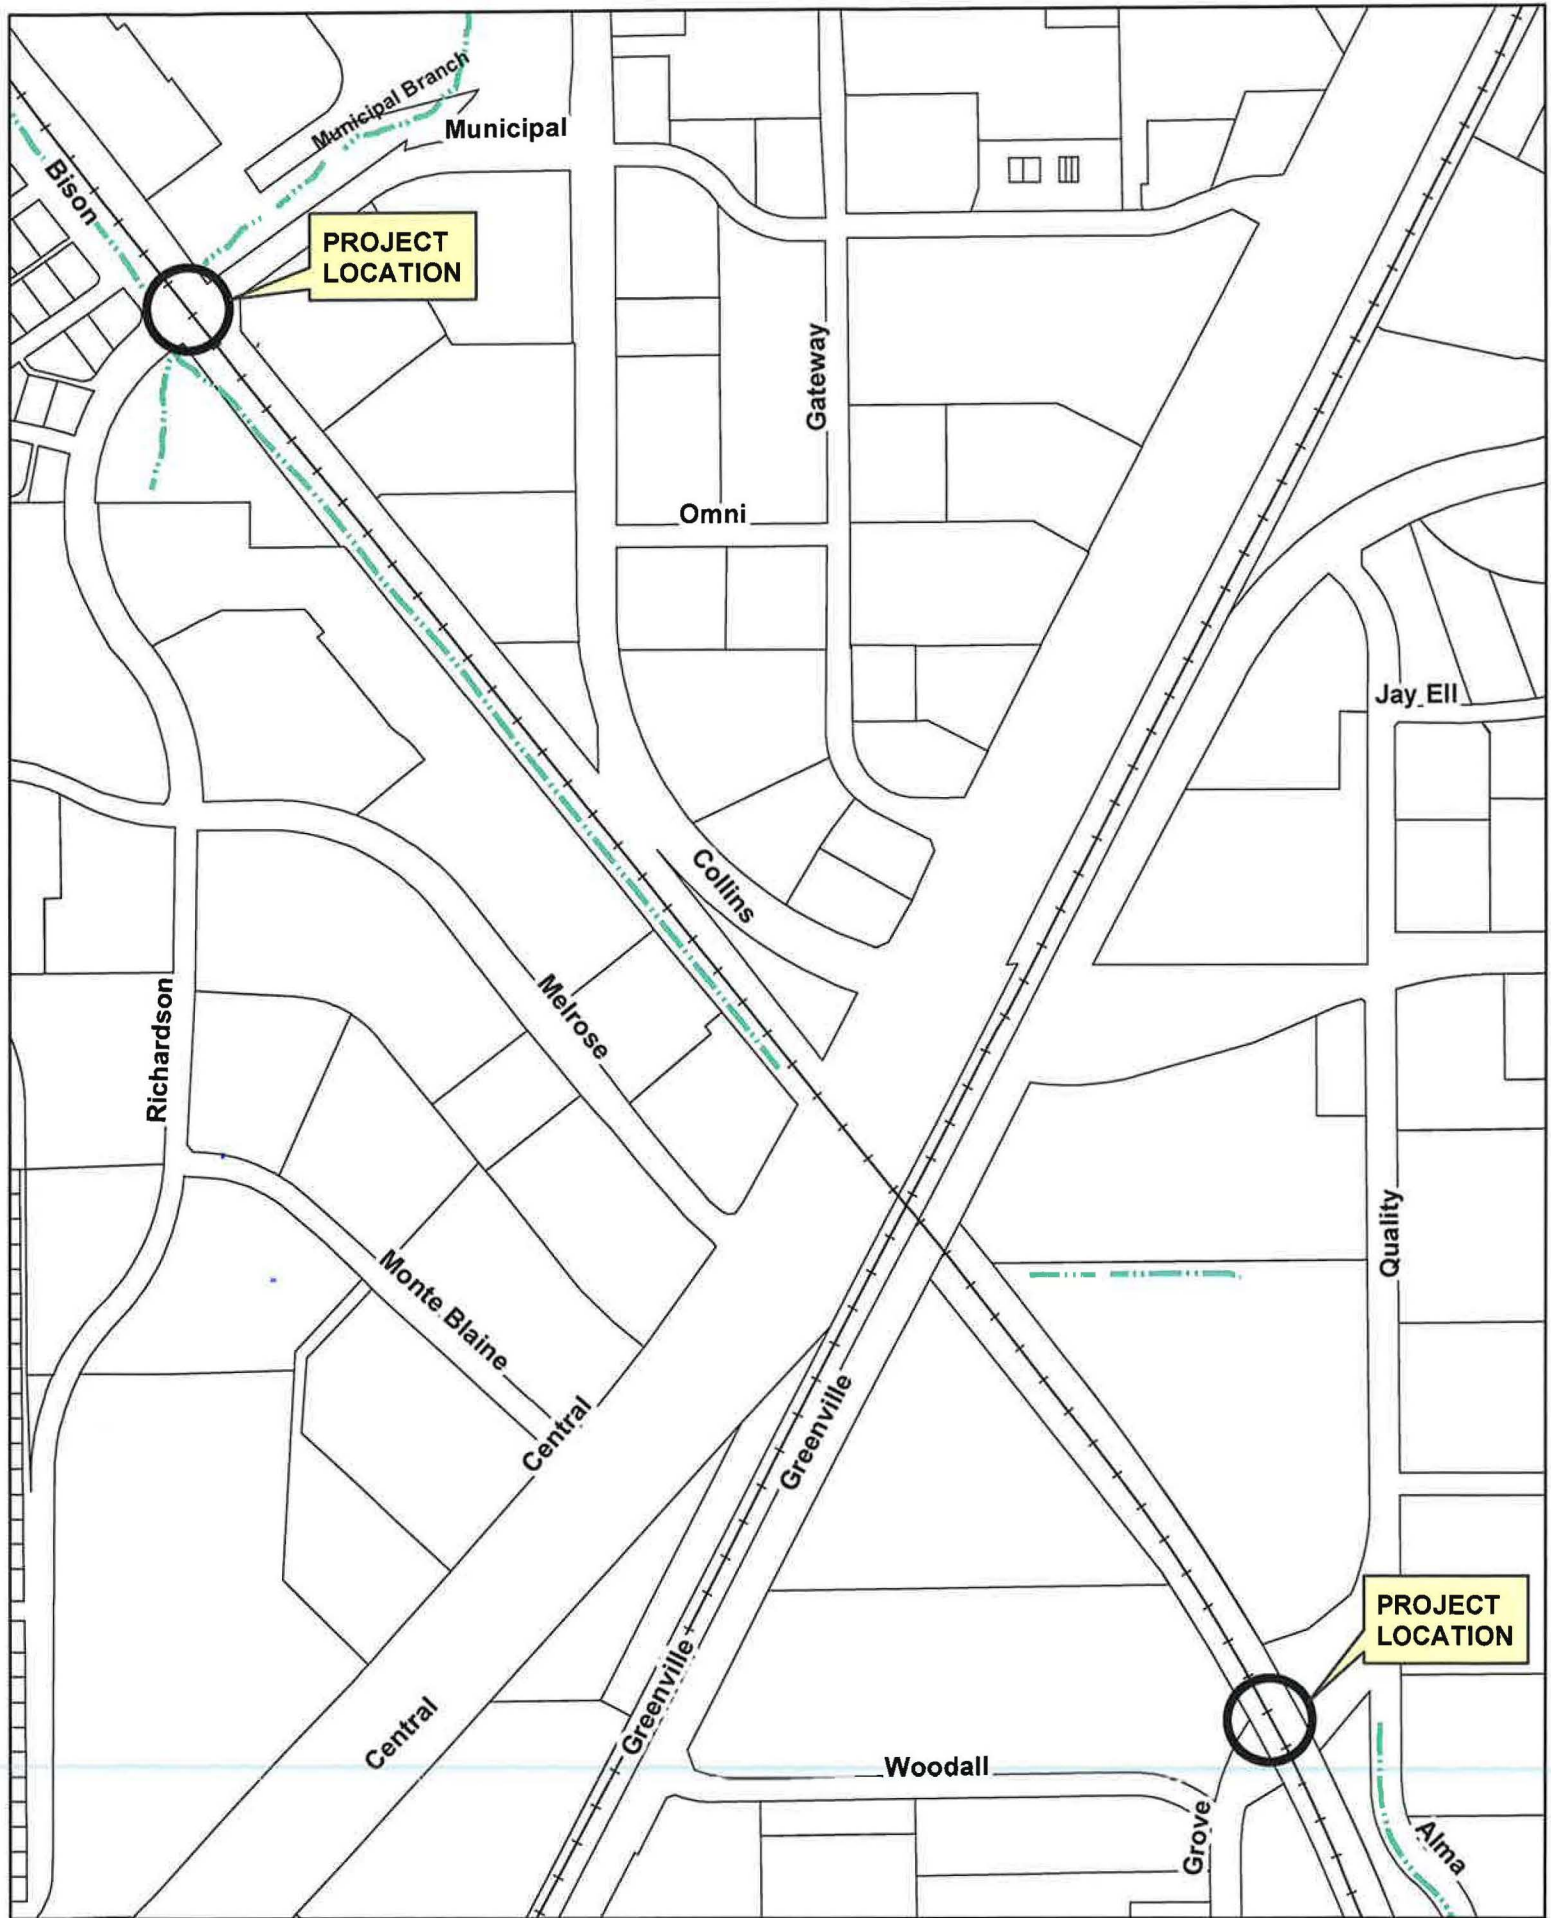 Municipal Branch
Municipal
Bison
PROJECT
LOCATION
Gateway
Omni
Jay Ell
Collins
Melrose
Richardson
Quality
Monte Blaine
Central
Greenville
PROJECT
LOCATION
Greenville
Central
Woodall
Grove
Alma